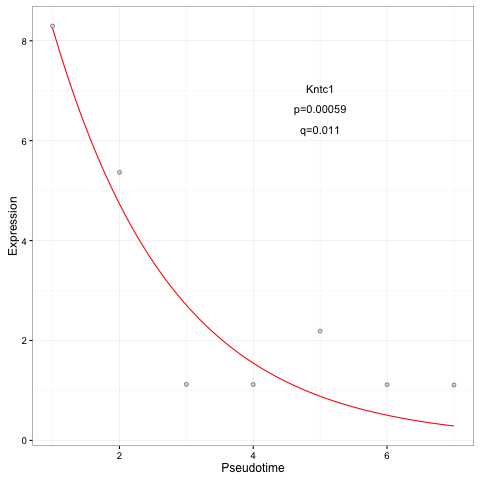 8
Kntc1
p=0.00059
q=0.011
6
Expression
4
2
0
2 4 6
Pseudotime